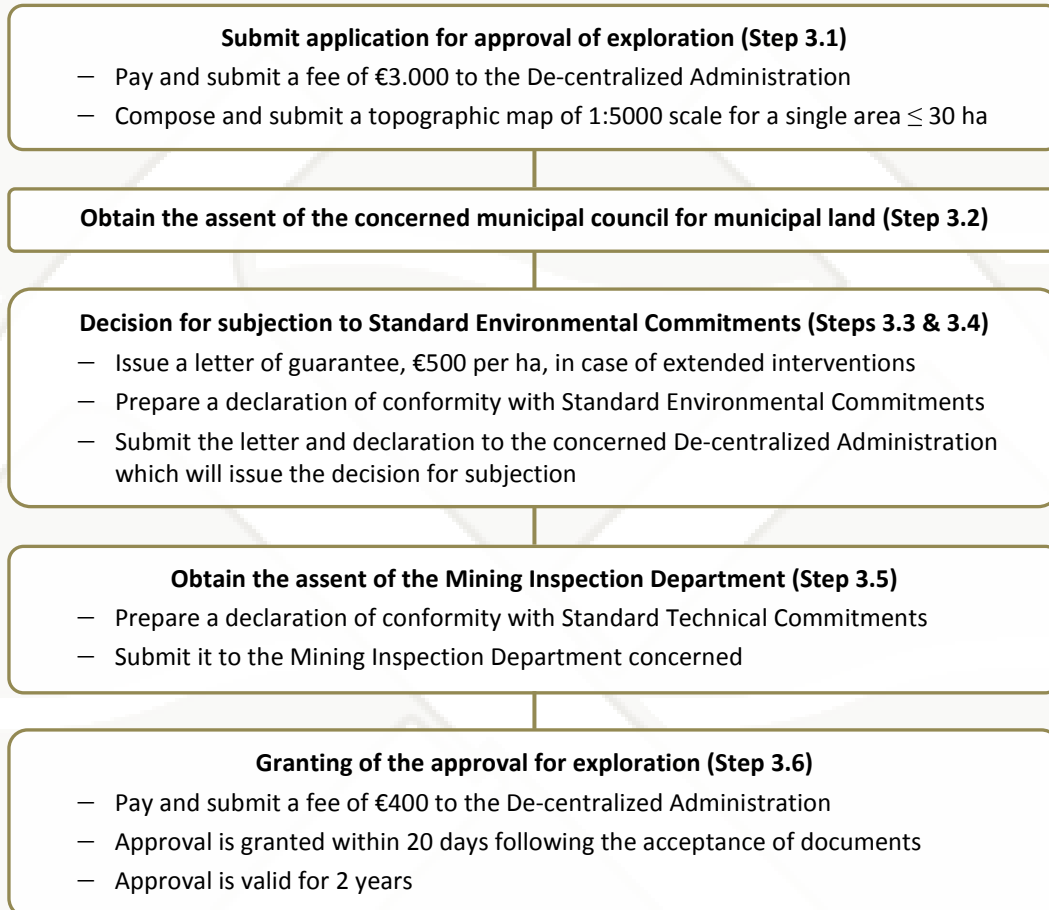 Submit application for approval of exploration (Step 3.1)
— Pay and submit a fee of €3.000 to the De-centralized Administration
— Compose and submit a topographic map of 1:5000 scale for a single area ≤ 30 ha
Obtain the assent of the concerned municipal council for municipal land (Step 3.2)
Decision for subjection to Standard Environmental Commitments (Steps 3.3 & 3.4)
— Issue a letter of guarantee, €500 per ha, in case of extended interventions
— Prepare a declaration of conformity with Standard Environmental Commitments
— Submit the letter and declaration to the concerned De-centralized Administration
which will issue the decision for subjection
Obtain the assent of the Mining Inspection Department (Step 3.5)
— Prepare a declaration of conformity with Standard Technical Commitments
— Submit it to the Mining Inspection Department concerned
Granting of the approval for exploration (Step 3.6)
— Pay and submit a fee of €400 to the De-centralized Administration
— Approval is granted within 20 days following the acceptance of documents
— Approval is valid for 2 years